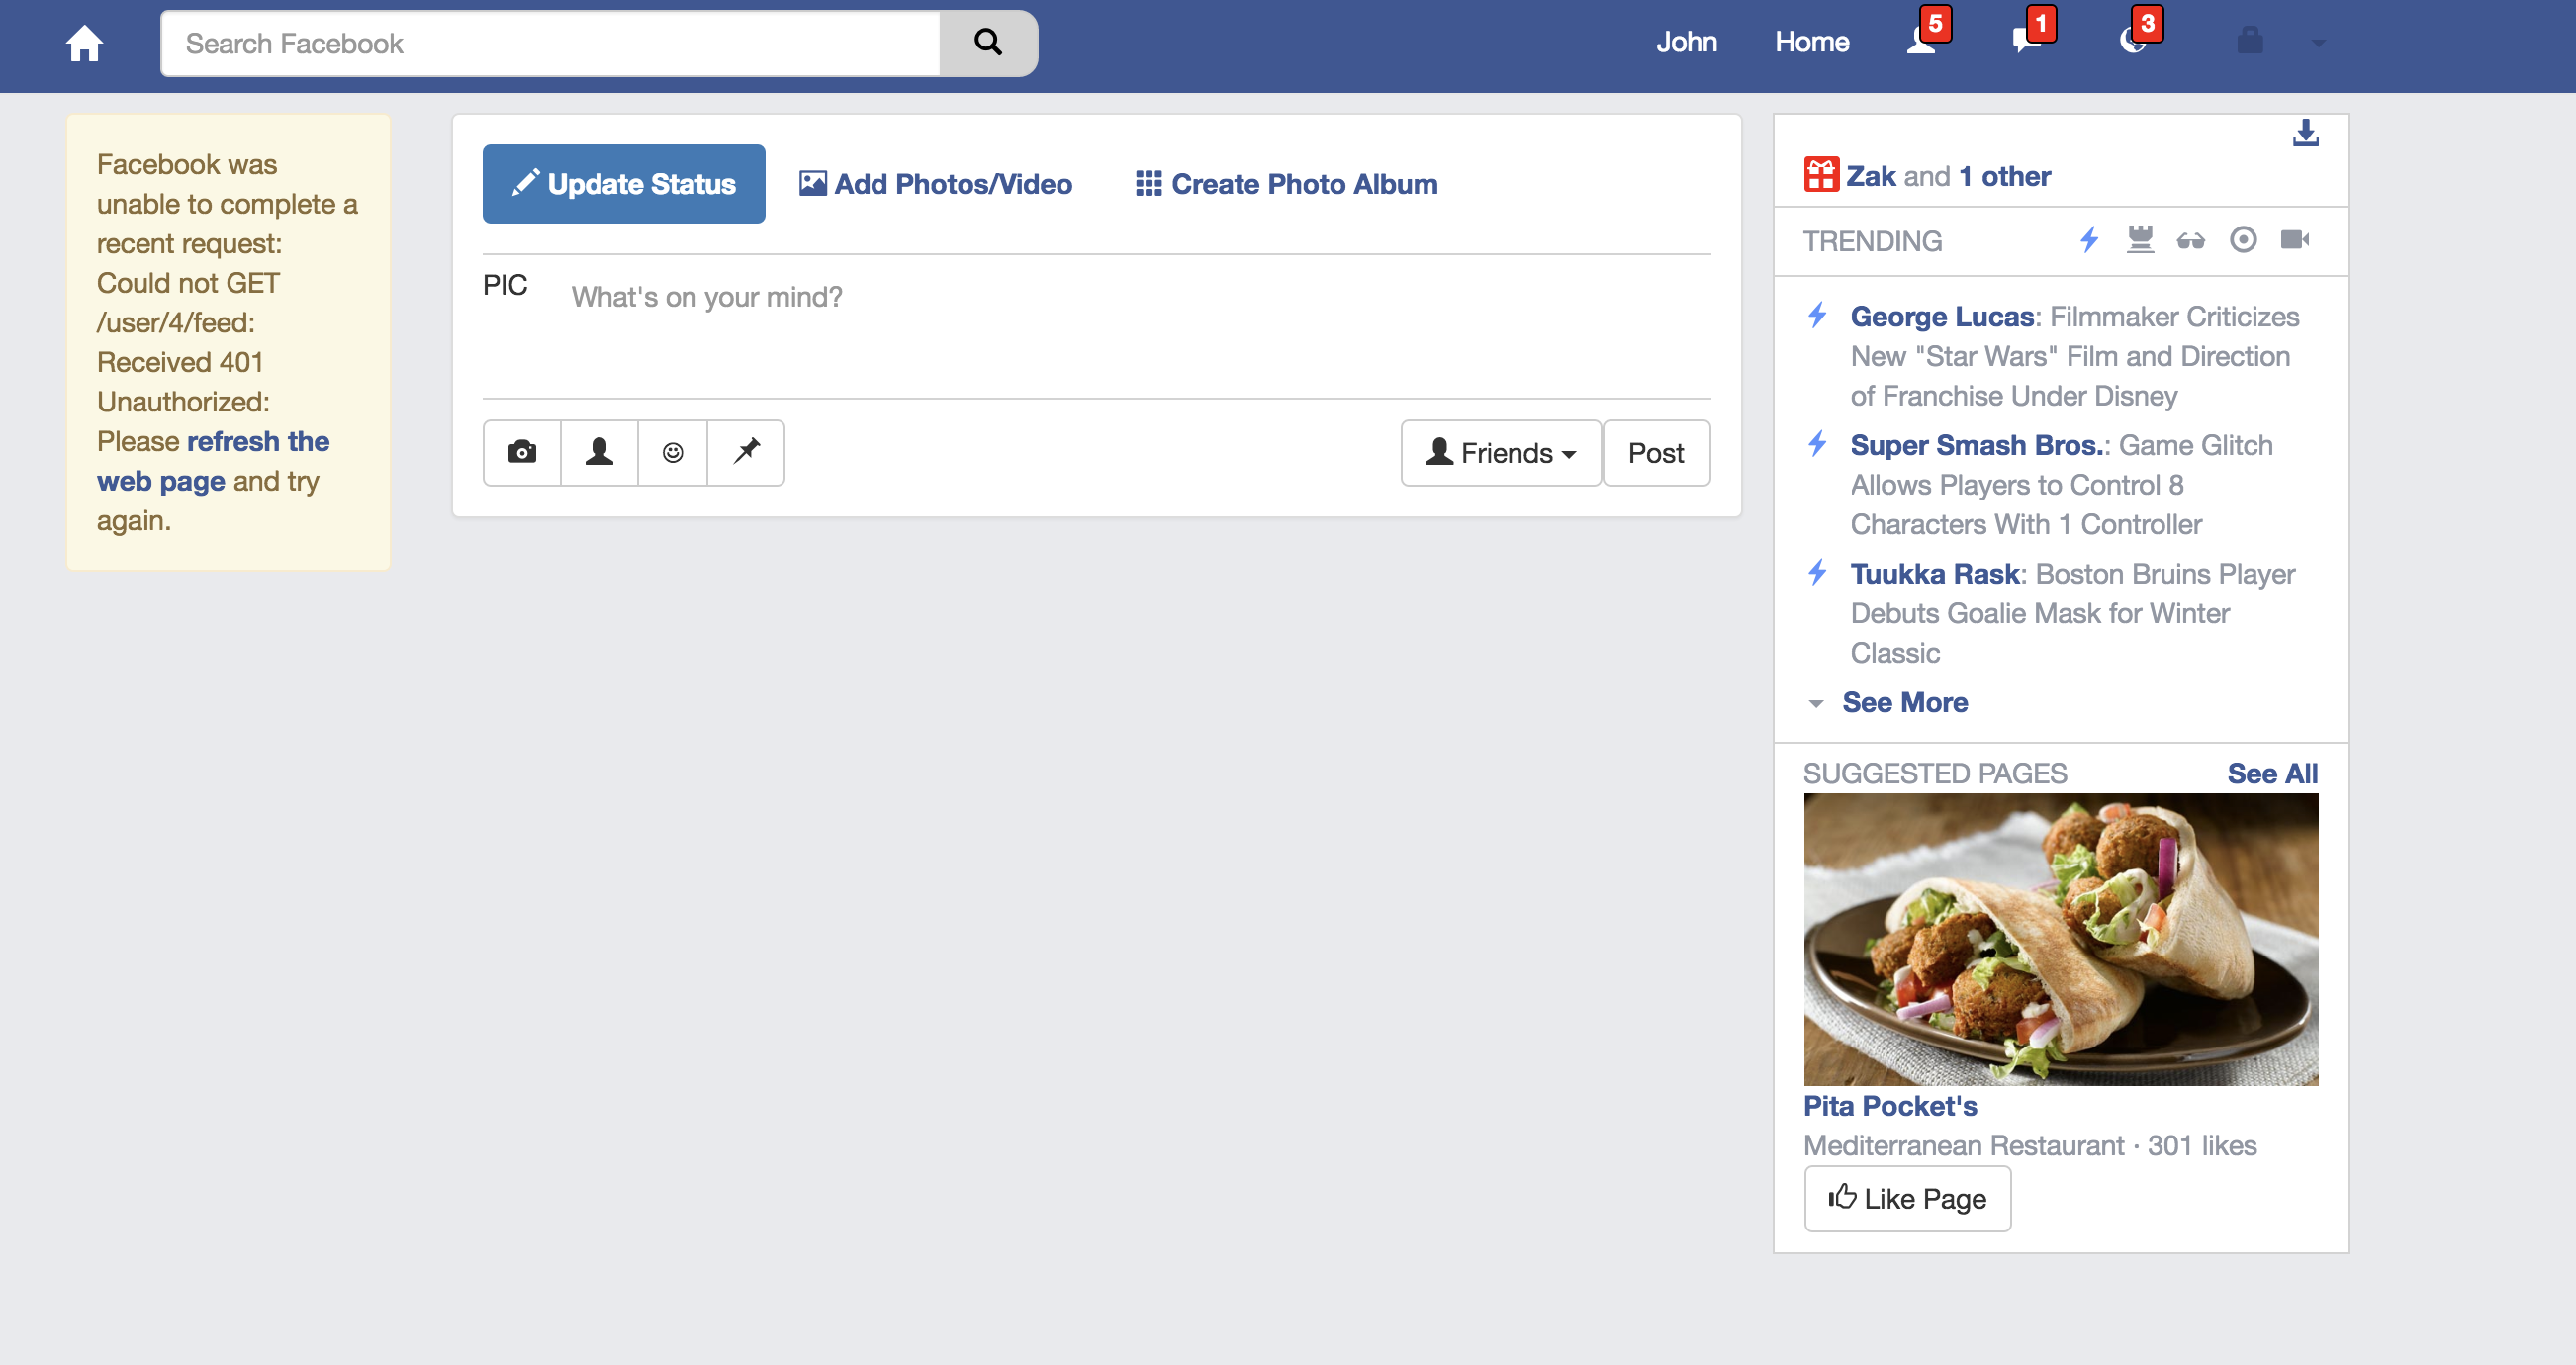 Search Facebook
John Home 5 1 3
Facebook was
unable to complete a
recent request:
Could not GET
/user/4/feed:
Received 401
Unauthorized:
Please refresh the
web page and try
again.
Update Status Add Photos/Video Create Photo Album
PIC What's on your mind?
Friends Post
Zak and 1 other
TRENDING
George Lucas: Filmmaker Criticizes
New "Star Wars" Film and Direction
of Franchise Under Disney
Super Smash Bros.: Game Glitch
Allows Players to Control 8
Characters With 1 Controller
Tuukka Rask: Boston Bruins Player
Debuts Goalie Mask for Winter
Classic
See More
SUGGESTED PAGES See All
Pita Pocket's
Mediterranean Restaurant · 301 likes
Like Page